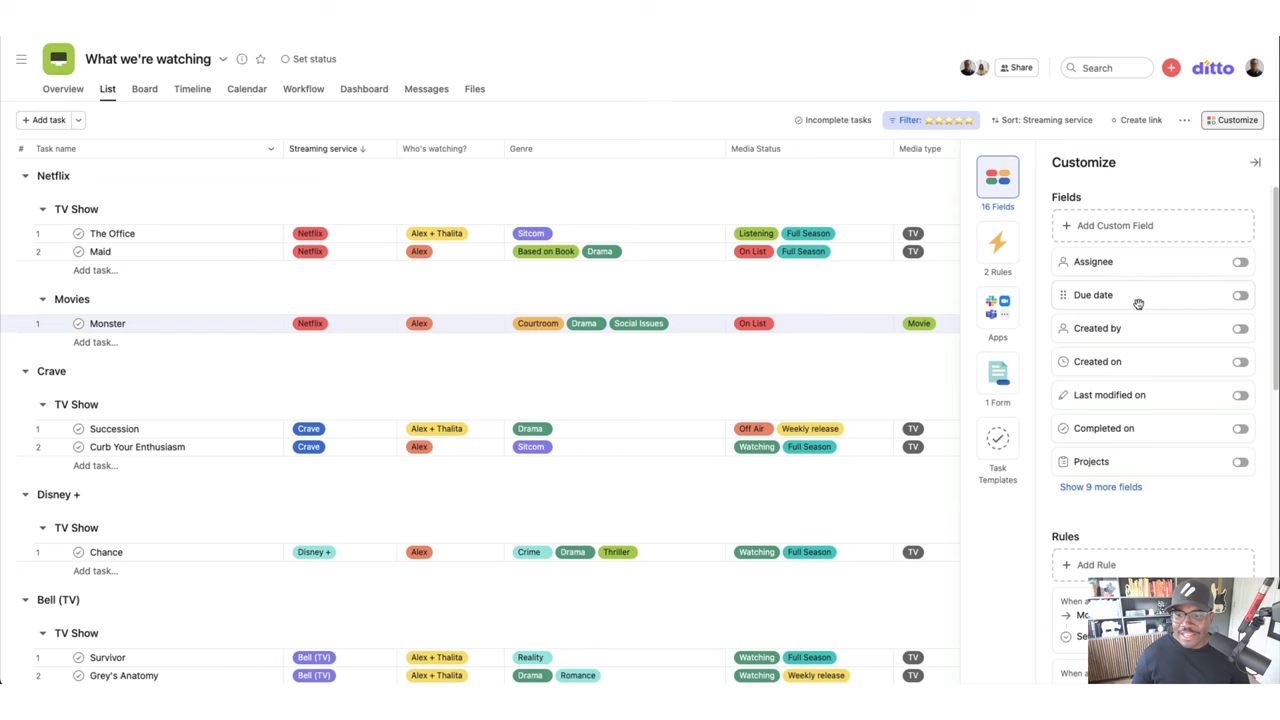 What we're watching Set status
Share Search ditto
Overview List Board Timeline Calendar Workflow Dashboard Messages Files
+ Add task Incomplete tasks Filter: ⭐⭐⭐⭐⭐ Sort: Streaming service Create link ... Customize
# Task name Streaming service ↓ Who's watching? Genre Media Status Media type
Netflix
TV Show
1 The Office Netflix Alex + Thalita Sitcom Listening Full Season TV
2 Maid Netflix Alex Based on Book Drama On List Full Season TV
Add task...
Movies
1 Monster Netflix Alex Courtroom Drama Social Issues On List Movie
Add task...
Crave
TV Show
1 Succession Crave Alex + Thalita Drama Off Air Weekly release TV
2 Curb Your Enthusiasm Crave Alex Sitcom Watching Full Season TV
Add task...
Disney +
TV Show
1 Chance Disney + Alex Crime Drama Thriller Watching Full Season TV
Add task...
Bell (TV)
TV Show
1 Survivor Bell (TV) Alex + Thalita Reality Watching Full Season TV
2 Grey's Anatomy Bell (TV) Alex + Thalita Drama Romance Watching Weekly release TV
16 Fields
2 Rules
Apps
1 Form
Task
Templates
Customize
Fields
+ Add Custom Field
Assignee
Due date
Created by
Created on
Last modified on
Completed on
Projects
Show 9 more fields
Rules
+ Add Rule
When a
When a